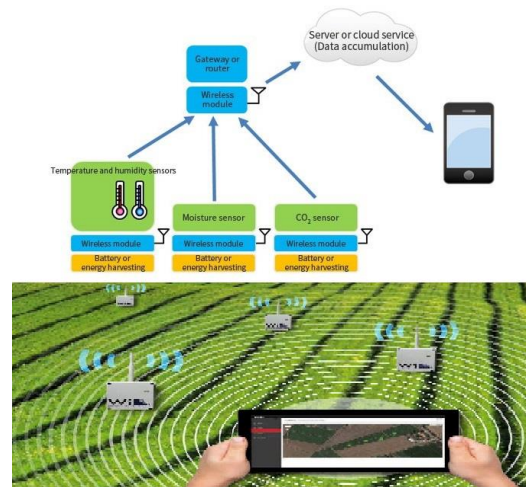 Server or cloud service
(Data accumulation)
Gateway or
router
Wireless
module
Temperature and humidity sensors
Moisture sensor
CO₂ sensor
Wireless module
Wireless module
Wireless module
Battery or
energy harvesting
Battery or
energy harvesting
Battery or
energy harvesting